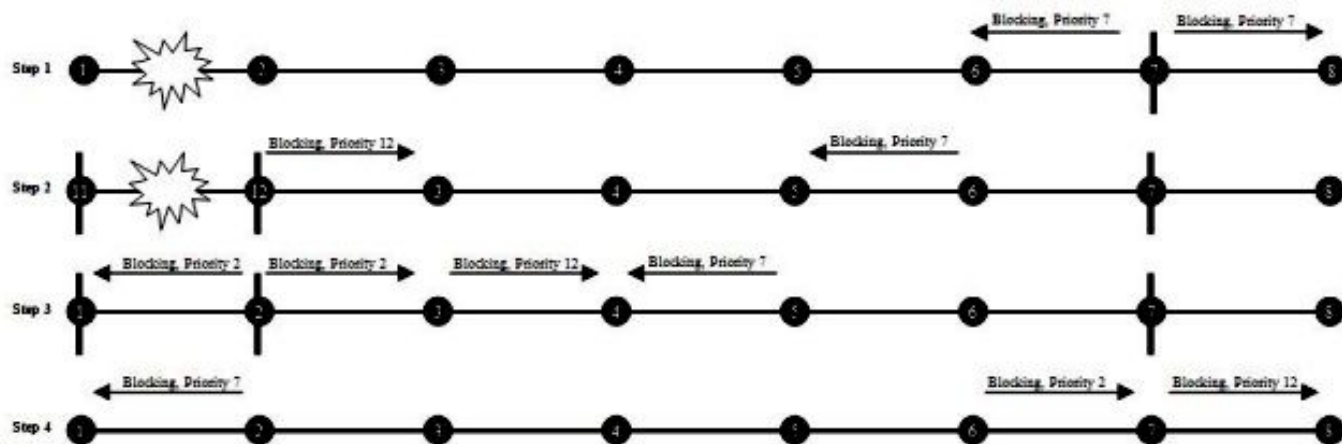 Blocking, Priority 7 Blocking, Priority 7
Step 1 1 2 3 4 5 6 7 8
Blocking, Priority 12 Blocking, Priority 7
Step 2 11 12 3 4 5 6 7 8
Blocking, Priority 2 Blocking, Priority 2 Blocking, Priority 12 Blocking, Priority 7
Step 3 1 2 3 4 5 6 7 8
Blocking, Priority 7 Blocking, Priority 2 Blocking, Priority 12
Step 4 1 2 3 4 5 6 7 8